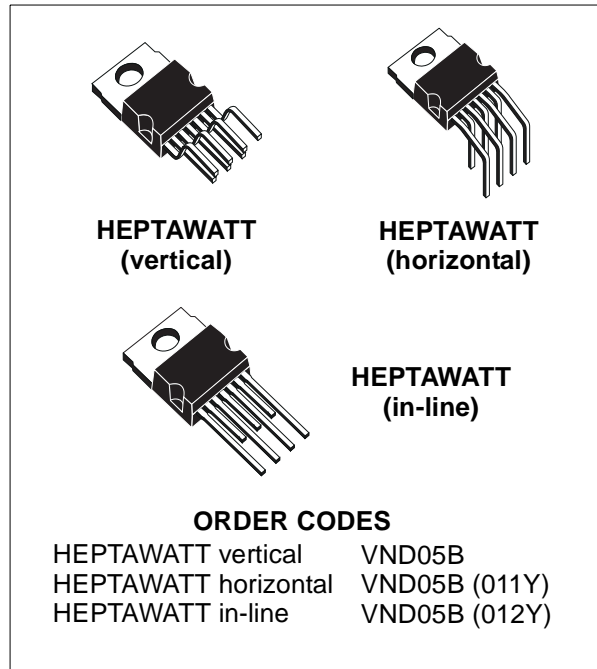 HEPTAWATT
(vertical)
HEPTAWATT
(horizontal)
HEPTAWATT
(in-line)
ORDER CODES
HEPTAWATT vertical VND05B
HEPTAWATT horizontal VND05B (011Y)
HEPTAWATT in-line VND05B (012Y)